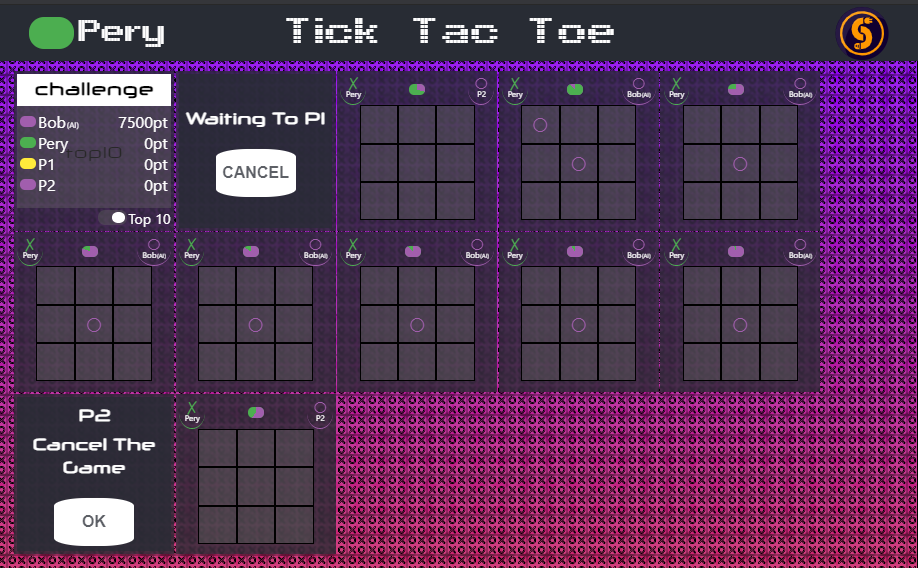 Pery
Tick Tac Toe
challenge
Bob(AI) 7500pt
Pery 0pt
top10
P1 0pt
P2 0pt
Top 10
Waiting To P1
CANCEL
X O
Pery P2
X O
Pery Bob(AI)
O
O
X O
Pery Bob(AI)
O
X O
Pery Bob(AI)
O
X O
Pery Bob(AI)
O
X O
Pery Bob(AI)
O
X O
Pery Bob(AI)
O
X O
Pery Bob(AI)
O
P2
Cancel The
Game
OK
X O
Pery P2